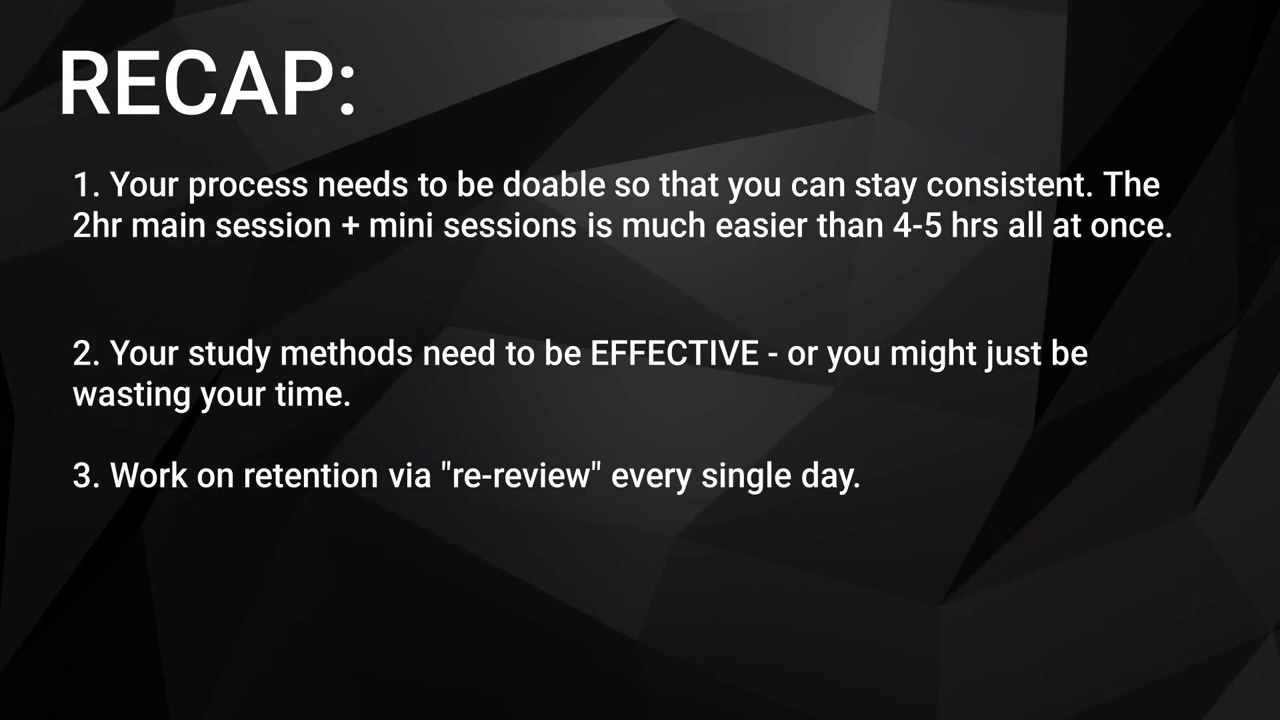 RECAP:
1. Your process needs to be doable so that you can stay consistent. The
2hr main session + mini sessions is much easier than 4-5 hrs all at once.
2. Your study methods need to be EFFECTIVE - or you might just be
wasting your time.
3. Work on retention via "re-review" every single day.